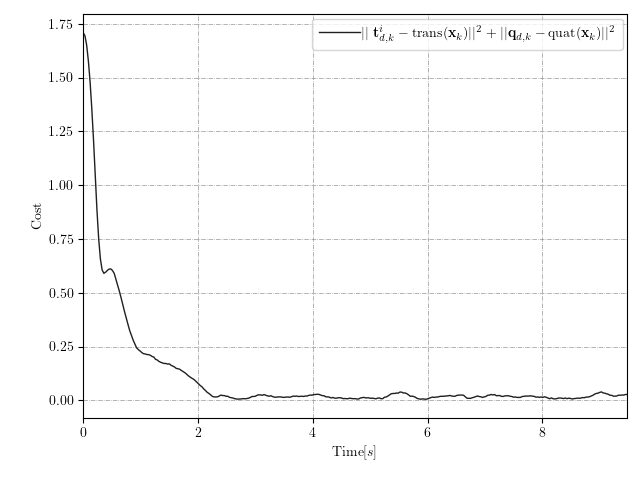 || t^i_{d,k} − trans(x_k)||² + ||q_{d,k} − quat(x_k)||²
1.75
1.50
1.25
1.00
0.75
0.50
0.25
0.00
Cost
0 2 4 6 8
Time[s]